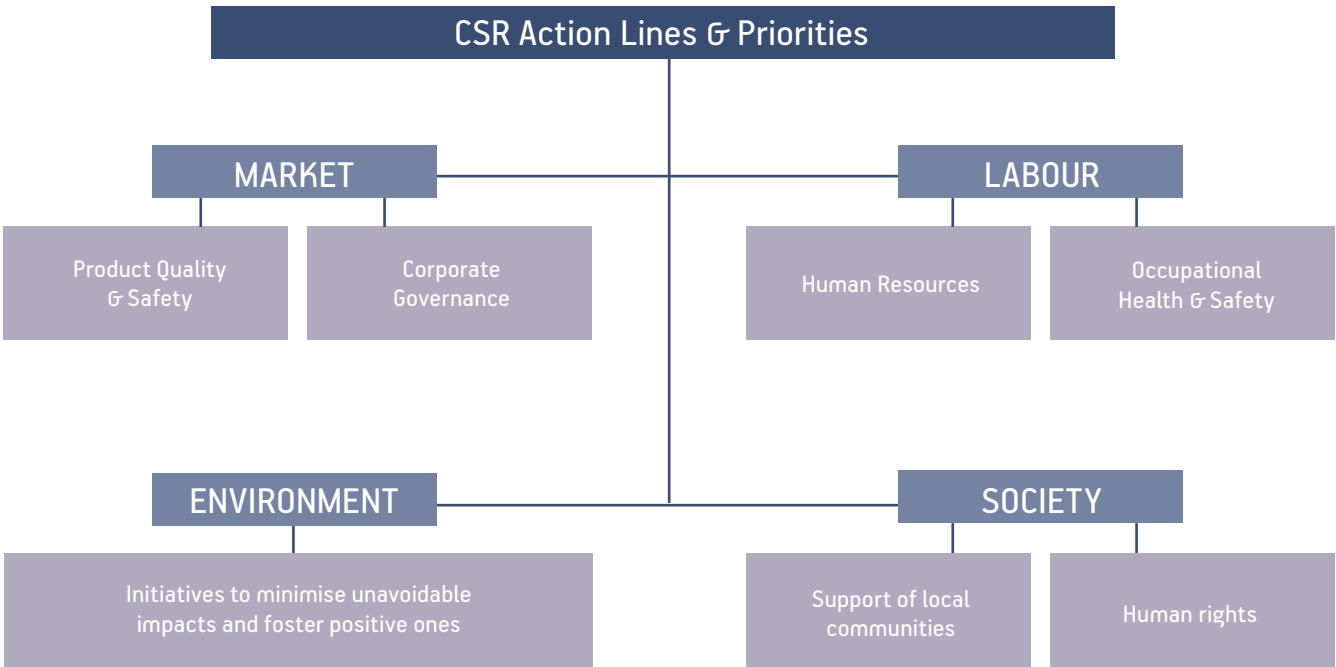 CSR Action Lines & Priorities
MARKET
LABOUR
Product Quality
& Safety
Corporate
Governance
Human Resources
Occupational
Health & Safety
ENVIRONMENT
SOCIETY
Initiatives to minimise unavoidable
impacts and foster positive ones
Support of local
communities
Human rights